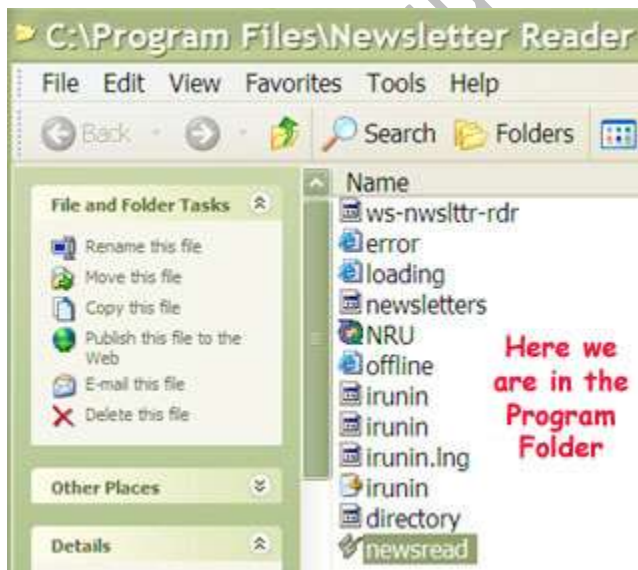 C:\Program Files\Newsletter Reader
File Edit View Favorites Tools Help
Back Search Folders
File and Folder Tasks
Rename this file
Move this file
Copy this file
Publish this file to the
Web
E-mail this file
Delete this file
Other Places
Details
Name
ws-nwslttr-rdr
error
loading
newsletters
NRU
offline
irunin
irunin
irunin.lng
irunin
directory
newsread
Here we
are in the
Program
Folder